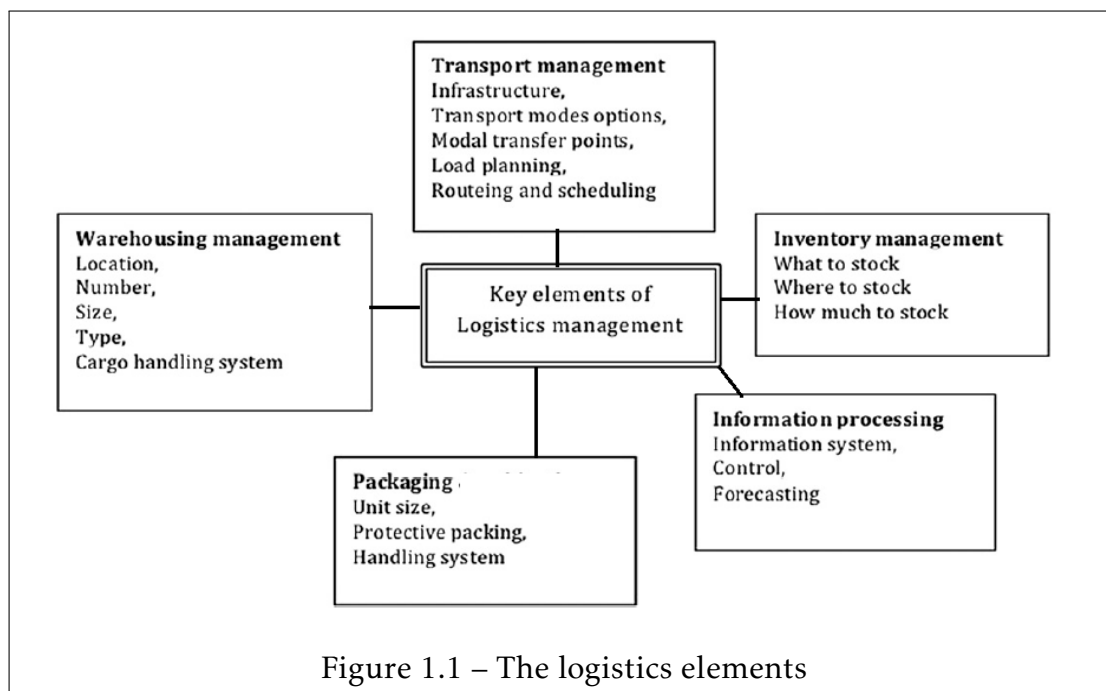 Transport management
Infrastructure,
Transport modes options,
Modal transfer points,
Load planning,
Routeing and scheduling
Warehousing management
Location,
Number,
Size,
Type,
Cargo handling system
Key elements of
Logistics management
Inventory management
What to stock
Where to stock
How much to stock
Information processing
Information system,
Control,
Forecasting
Packaging
Unit size,
Protective packing,
Handling system
Figure 1.1 – The logistics elements